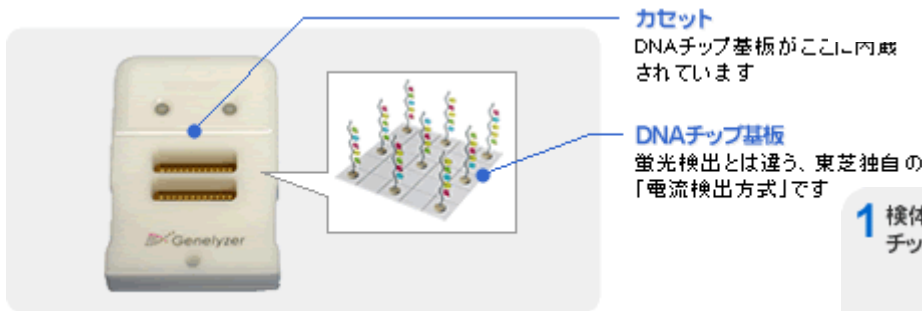 カセット
DNAチップ基板がここに内蔵
されています
DNAチップ基板
蛍光検出とは違う、東芝独自の
「電流検出方式」です
1 検体
チッ
Genelyzer